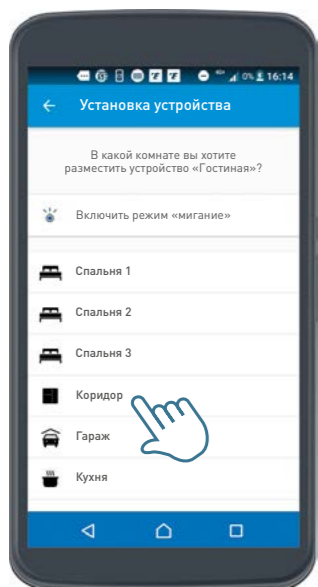 0% 16:14
Установка устройства
В какой комнате вы хотите
разместить устройство «Гостиная»?
Включить режим «мигание»
Спальня 1
Спальня 2
Спальня 3
Коридор
Гараж
Кухня